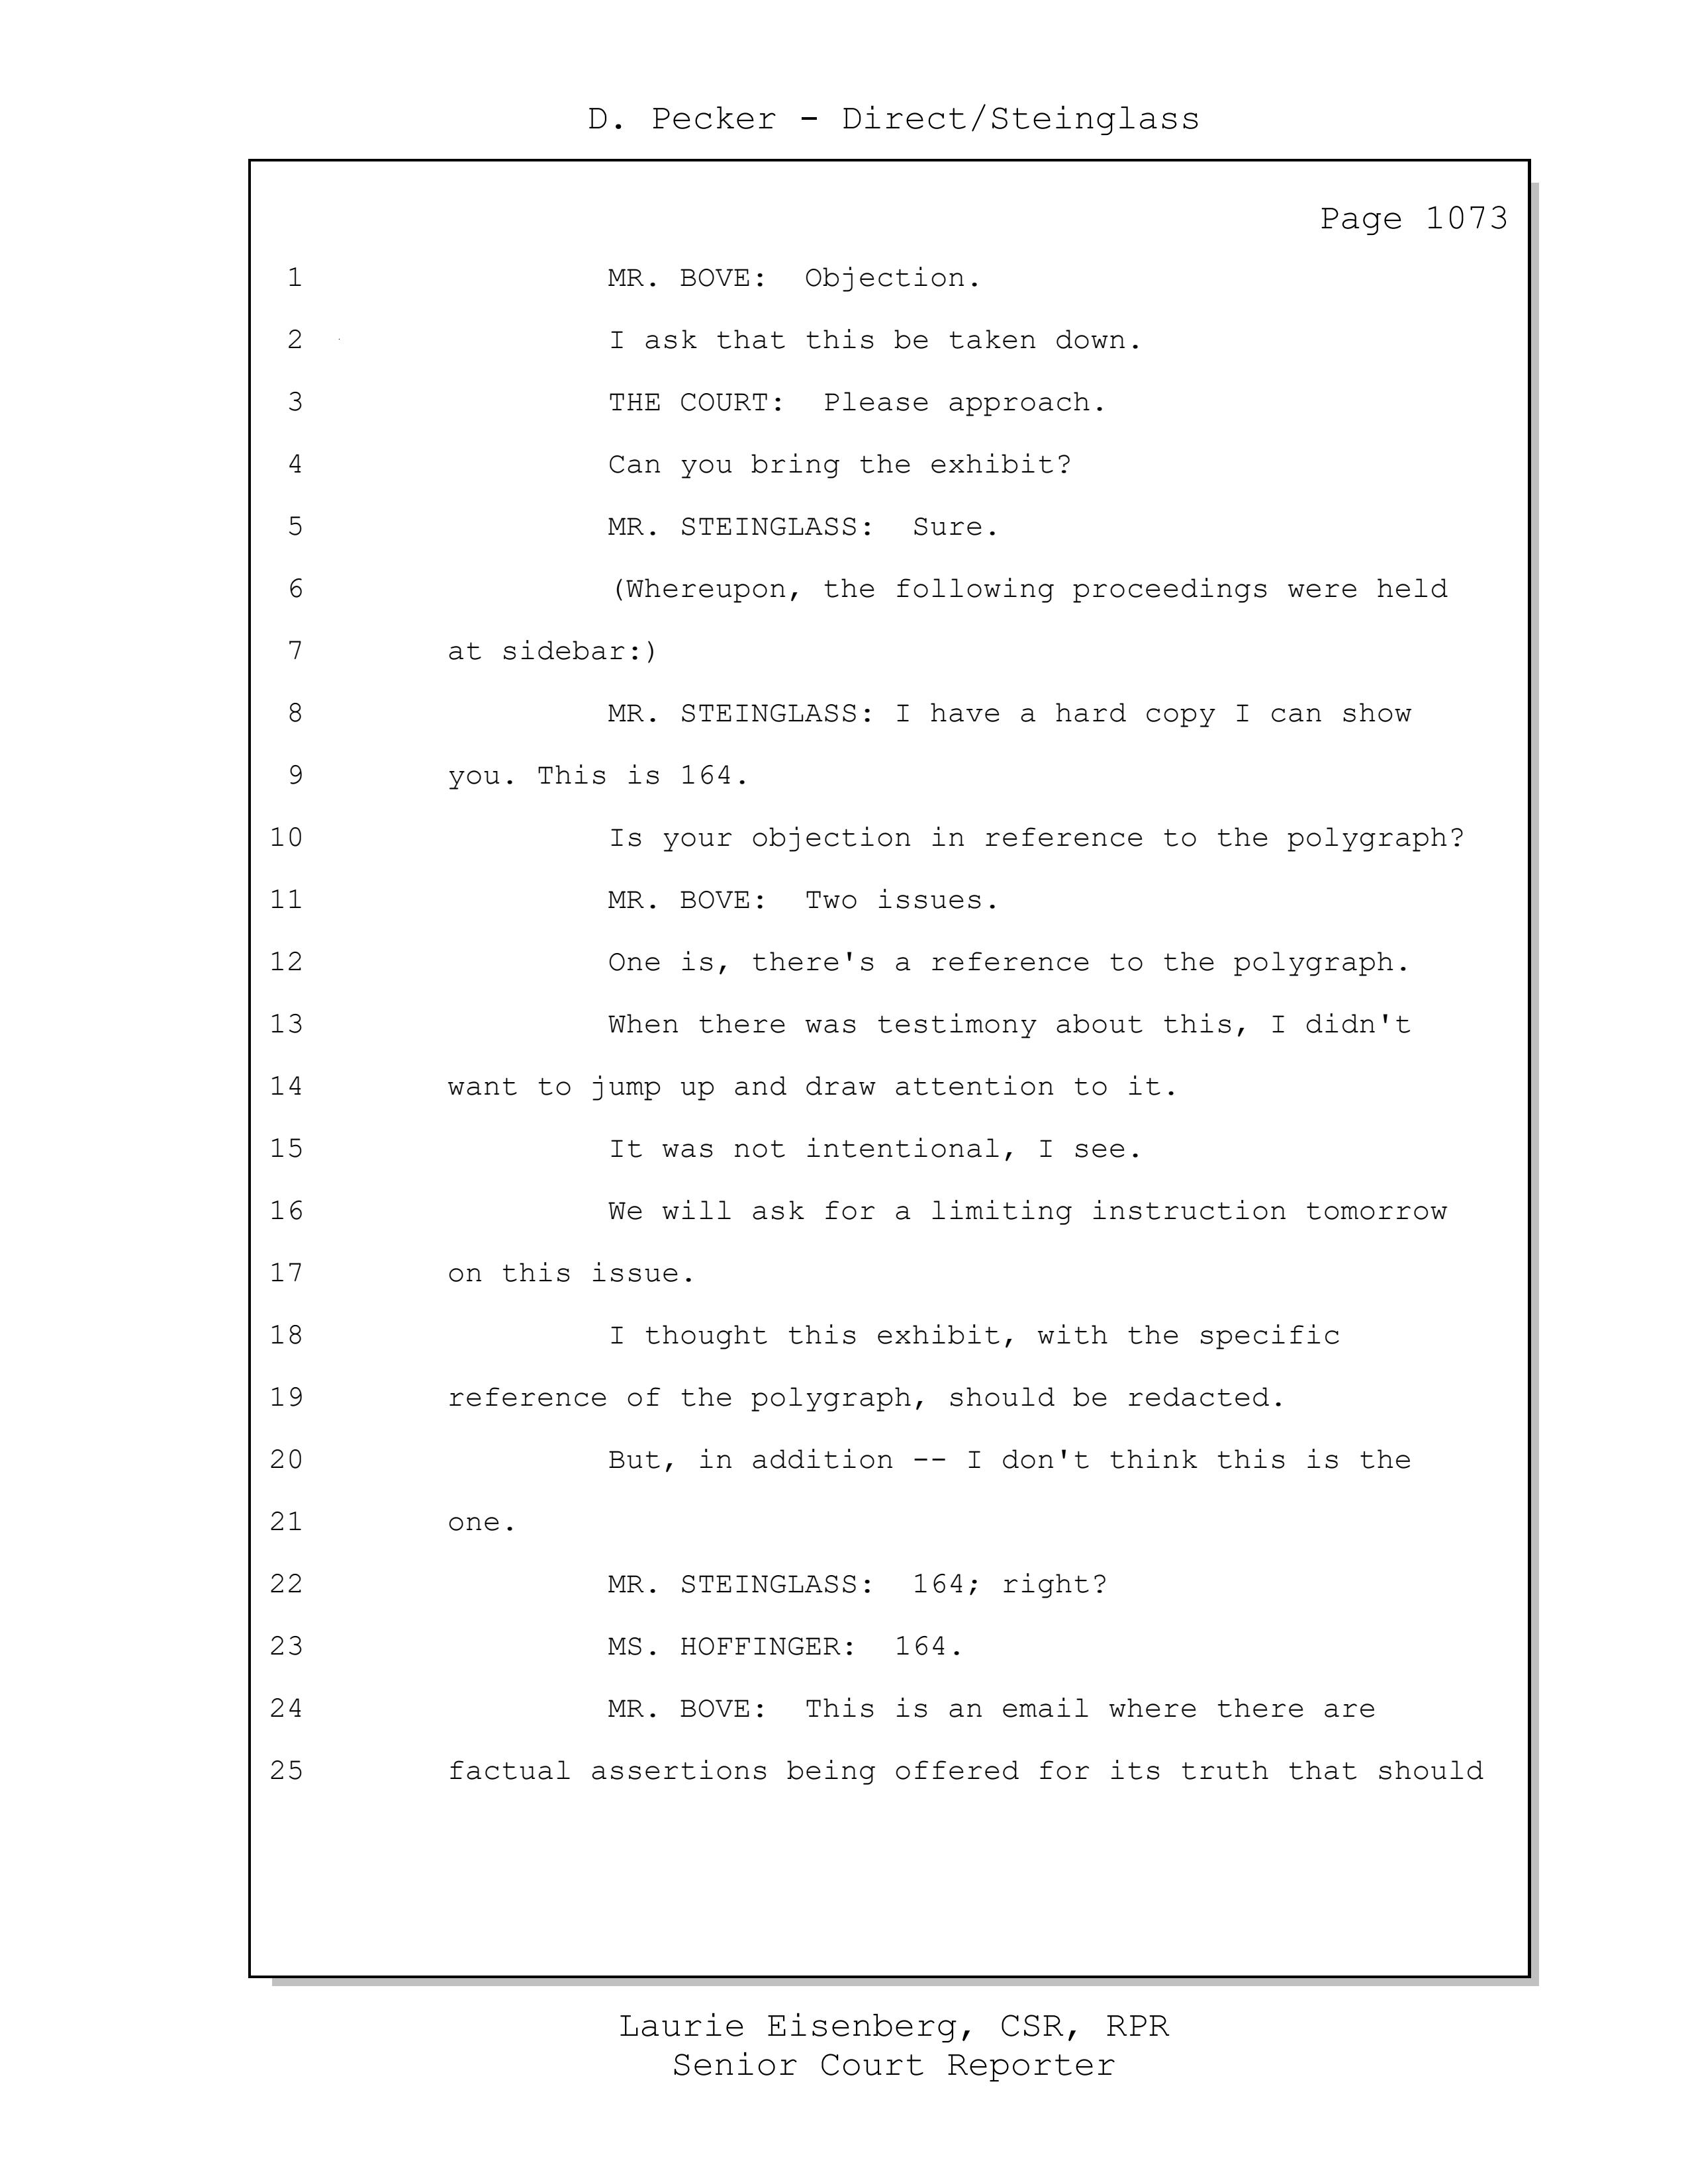 D. Pecker - Direct/Steinglass
Page 1073
1 MR. BOVE: Objection.
2 I ask that this be taken down.
3 THE COURT: Please approach.
4 Can you bring the exhibit?
5 MR. STEINGLASS: Sure.
6 (Whereupon, the following proceedings were held
7 at sidebar:)
8 MR. STEINGLASS: I have a hard copy I can show
9 you. This is 164.
10 Is your objection in reference to the polygraph?
11 MR. BOVE: Two issues.
12 One is, there's a reference to the polygraph.
13 When there was testimony about this, I didn't
14 want to jump up and draw attention to it.
15 It was not intentional, I see.
16 We will ask for a limiting instruction tomorrow
17 on this issue.
18 I thought this exhibit, with the specific
19 reference of the polygraph, should be redacted.
20 But, in addition -- I don't think this is the
21 one.
22 MR. STEINGLASS: 164; right?
23 MS. HOFFINGER: 164.
24 MR. BOVE: This is an email where there are
25 factual assertions being offered for its truth that should
Laurie Eisenberg, CSR, RPR
Senior Court Reporter